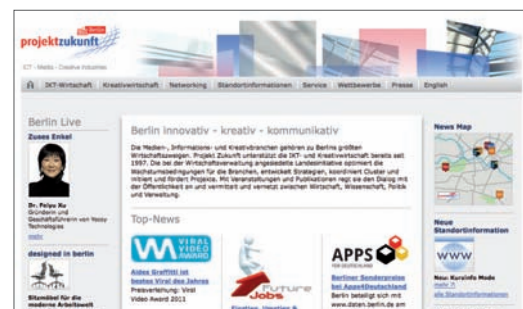 Berlin
projektzukunft
IKT - Media - Creative Industries
IKT-Wirtschaft Kreativwirtschaft Networking Standortinformationen Service Wettbewerbe Presse English
Berlin Live
Zuses Enkel
Dr. Feiyu Xu
Gründerin und
Geschäftsführerin von Yocoy
Technologies
mehr
designed in berlin
Sitzmöbel für die
moderne Arbeitswelt
Berlin innovativ - kreativ - kommunikativ
Die Medien-, Informations- und Kreativbranchen gehören zu Berlins größten
Wirtschaftszweigen. Projekt Zukunft unterstützt die IKT- und Kreativwirtschaft bereits seit
1997. Die bei der Wirtschaftsverwaltung angesiedelte Landesinitiative optimiert die
Wachstumsbedingungen für die Branchen, entwickelt Strategien, koordiniert Cluster und
initiiert und fördert Projekte. Mit Veranstaltungen und Publikationen regt sie den Dialog mit
der Öffentlichkeit an und vermittelt und vernetzt zwischen Wirtschaft, Wissenschaft, Politik
und Verwaltung.
Top-News
VIRAL
VIDEO
AWARD
Aides Graffiti ist
bestes Viral des Jahres
Preisverleihung: Viral
Video Award 2011
Future
Jobs
APPS
FÜR DEUTSCHLAND
Berliner Sonderpreise
bei Apps4Deutschland
Berlin beteiligt sich mit
www.daten.berlin.de am
News Map
Neue
Standortinformation
www
Neu: Kurzinfo Mode
mehr
alle Standortinformationen